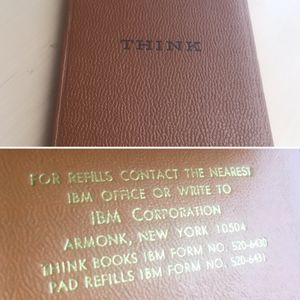 THINK
FOR REFILLS CONTACT THE NEAREST
IBM OFFICE OR WRITE TO
IBM CORPORATION
ARMONK, NEW YORK 10504
THINK BOOKS IBM FORM NO. 520-6430
PAD REFILLS IBM FORM NO. 520-6431